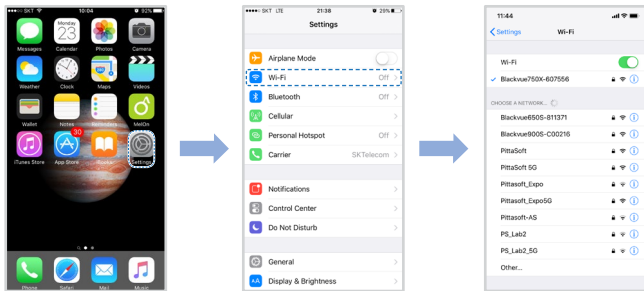 SKT 10:04 92%
Monday
23
Messages Calendar Photos Camera
Weather Clock Maps Videos
Wallet Notes Reminders MelOn
30
iTunes Store App Store iBooks Settings
Phone Safari Mail Music
SKT LTE 21:38 29%
Settings
Airplane Mode
Wi-Fi Off
Bluetooth Off
Cellular
Personal Hotspot Off
Carrier SKTelecom
Notifications
Control Center
Do Not Disturb
General
AA Display & Brightness
11:44
Settings Wi-Fi
Wi-Fi
Blackvue750X-607556
CHOOSE A NETWORK...
Blackvue650S-811371
Blackvue900S-C00216
PittaSoft
PittaSoft 5G
Pittasoft_Expo
Pittasoft_Expo5G
Pittasoft-AS
PS_Lab2
PS_Lab2_5G
Other...